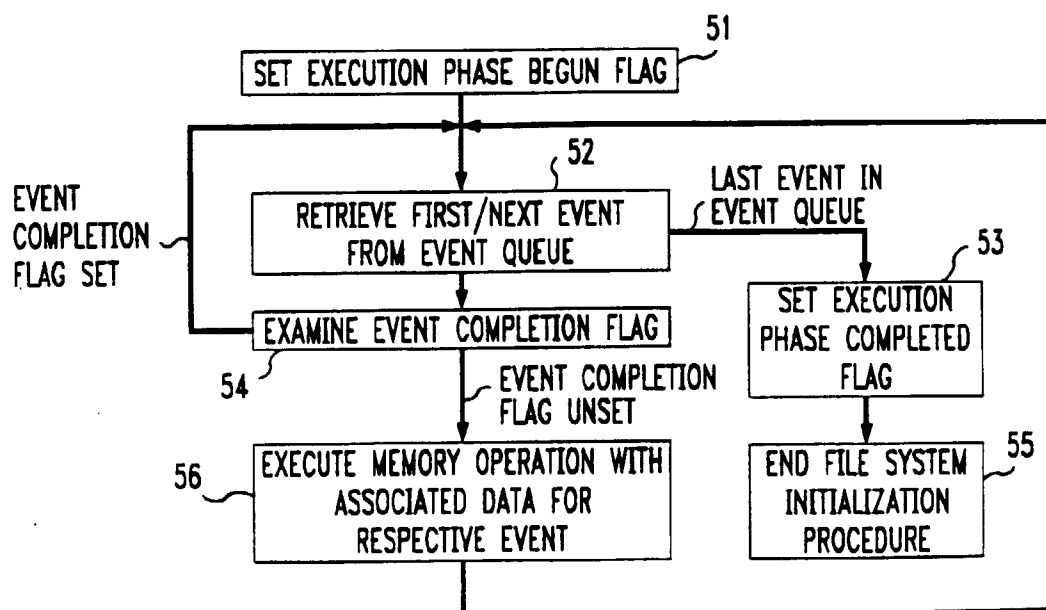 51
SET EXECUTION PHASE BEGUN FLAG
52
RETRIEVE FIRST/NEXT EVENT
FROM EVENT QUEUE
LAST EVENT IN
EVENT QUEUE
EVENT
COMPLETION
FLAG SET
53
SET EXECUTION
PHASE COMPLETED
FLAG
EXAMINE EVENT COMPLETION FLAG
54
EVENT COMPLETION
FLAG UNSET
56
EXECUTE MEMORY OPERATION WITH
ASSOCIATED DATA FOR
RESPECTIVE EVENT
55
END FILE SYSTEM
INITIALIZATION
PROCEDURE